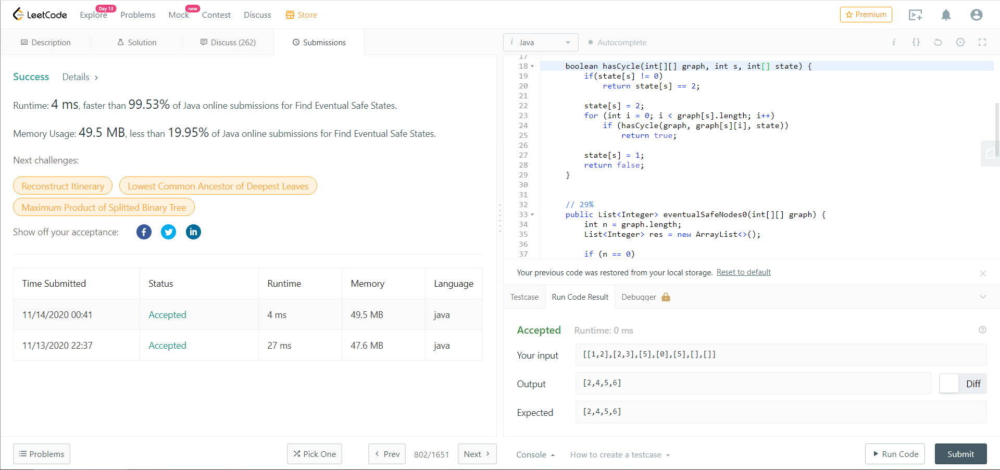 LeetCode Explore Day 13 Problems Mock new Contest Discuss Store Premium
Description Solution Discuss (262) Submissions
Success Details >
Runtime: 4 ms, faster than 99.53% of Java online submissions for Find Eventual Safe States.
Memory Usage: 49.5 MB, less than 19.95% of Java online submissions for Find Eventual Safe States.
Next challenges:
Reconstruct Itinerary Lowest Common Ancestor of Deepest Leaves
Maximum Product of Splitted Binary Tree
Show off your acceptance:
Time Submitted Status Runtime Memory Language
11/14/2020 00:41 Accepted 4 ms 49.5 MB java
11/13/2020 22:37 Accepted 27 ms 47.6 MB java
Problems Pick One < Prev 802/1651 Next >
i Java Autocomplete i {}
17
18 boolean hasCycle(int[][] graph, int s, int[] state) {
19 if(state[s] != 0)
20 return state[s] == 2;
21
22 state[s] = 2;
23 for (int i = 0; i < graph[s].length; i++)
24 if (hasCycle(graph, graph[s][i], state))
25 return true;
26
27 state[s] = 1;
28 return false;
29 }
30
31
32 // 29%
33 public List<Integer> eventualSafeNodes0(int[][] graph) {
34 int n = graph.length;
35 List<Integer> res = new ArrayList<>();
36
37 if (n == 0)
Your previous code was restored from your local storage. Reset to default
Testcase Run Code Result Debugger
Accepted Runtime: 0 ms
Your input [[1,2],[2,3],[5],[0],[5],[],[]]
Output [2,4,5,6] Diff
Expected [2,4,5,6]
Console How to create a testcase Run Code Submit